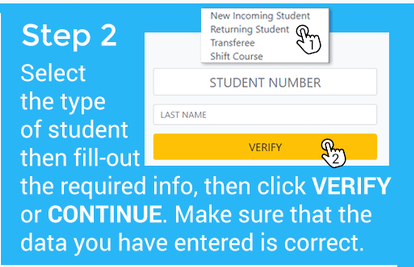 Step 2
New Incoming Student
Returning Student
Transferee
Shift Course
1
STUDENT NUMBER
LAST NAME
VERIFY
2
Select
the type
of student
then fill-out
the required info, then click VERIFY
or CONTINUE. Make sure that the
data you have entered is correct.